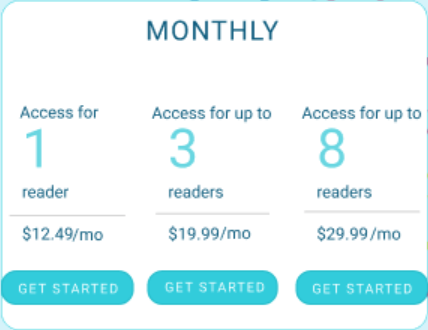 MONTHLY
Access for
1
reader
$12.49/mo
GET STARTED
Access for up to
3
readers
$19.99/mo
GET STARTED
Access for up to
8
readers
$29.99/mo
GET STARTED